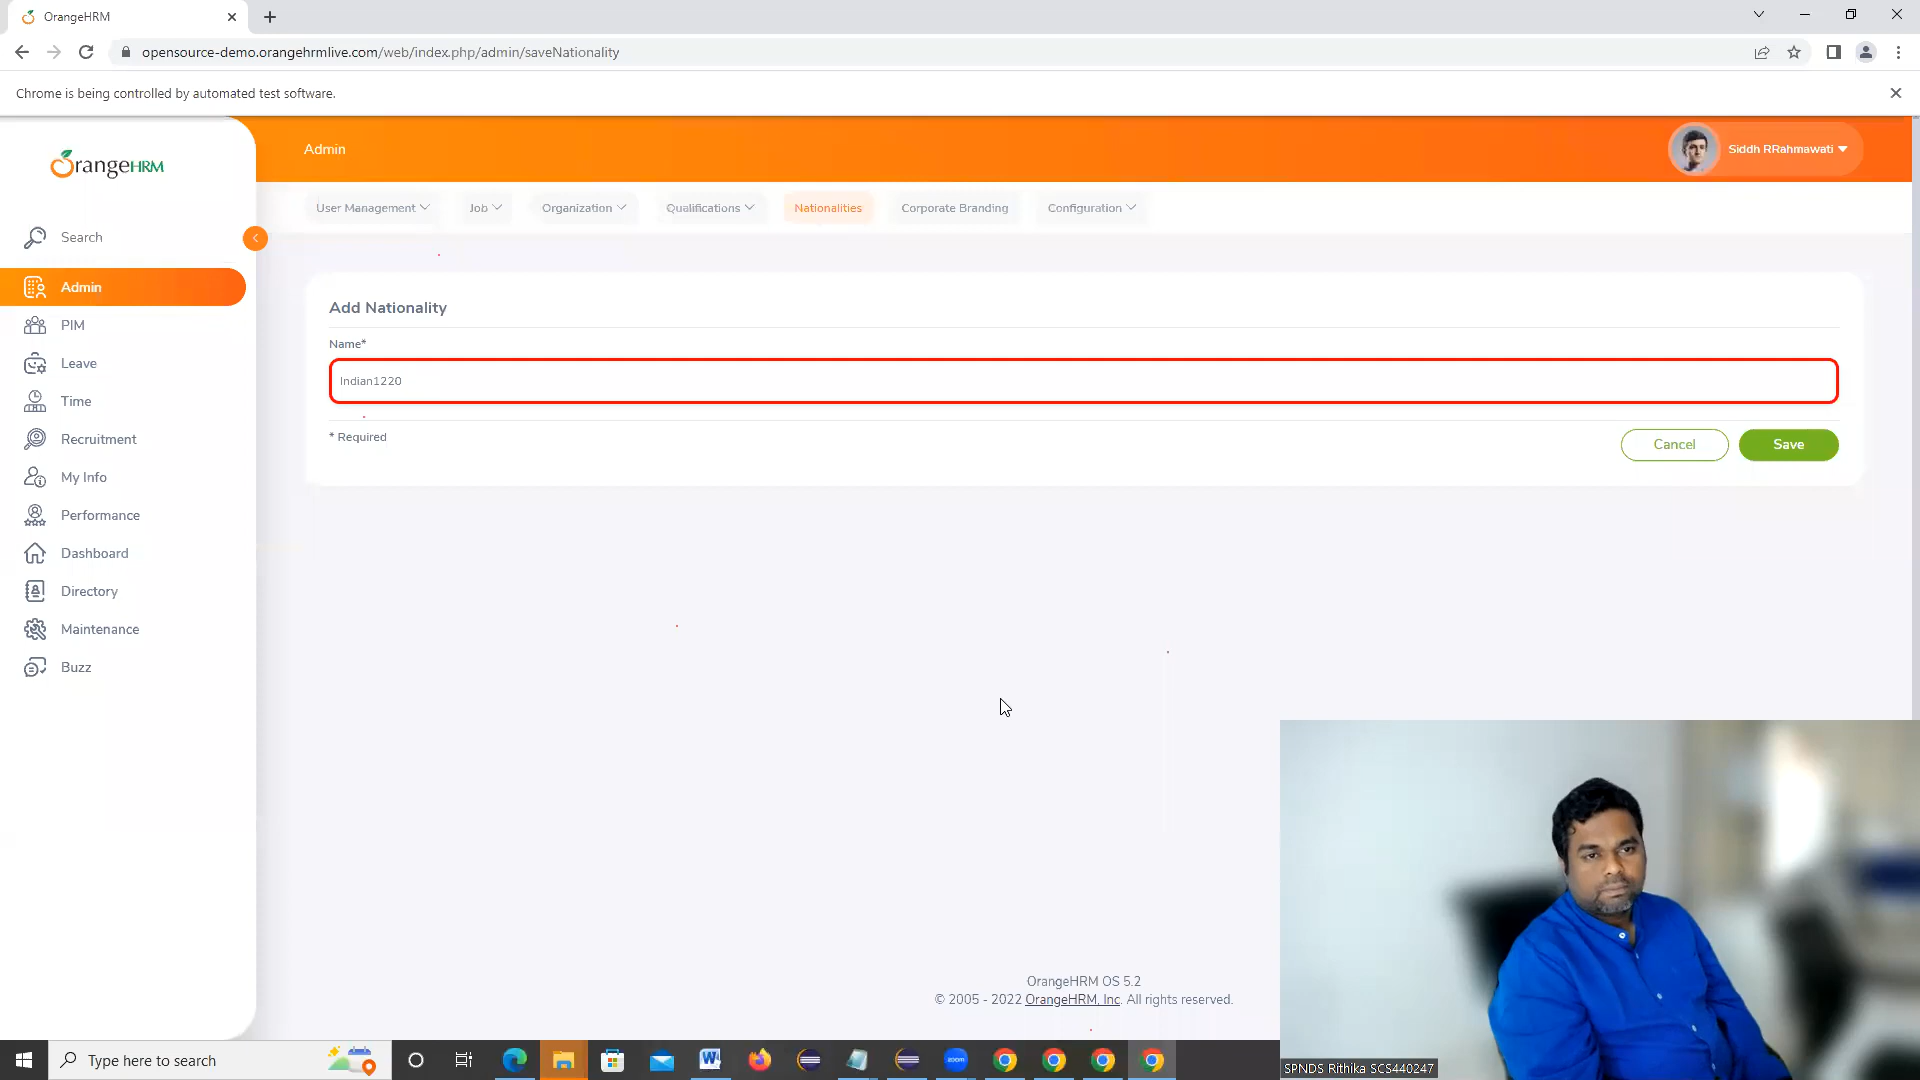 OrangeHRM
opensource-demo.orangehrmlive.com/web/index.php/admin/saveNationality
Chrome is being controlled by automated test software.
OrangeHRM
Admin
Siddh RRahmawati
User Management
Job
Organization
Qualifications
Nationalities
Corporate Branding
Configuration
Search
Admin
PIM
Leave
Time
Recruitment
My Info
Performance
Dashboard
Directory
Maintenance
Buzz
Add Nationality
Name*
Indian1220
* Required
Cancel
Save
OrangeHRM OS 5.2
© 2005 - 2022 OrangeHRM, Inc. All rights reserved.
SPNDS Rithika SCS440247
Type here to search
zoom